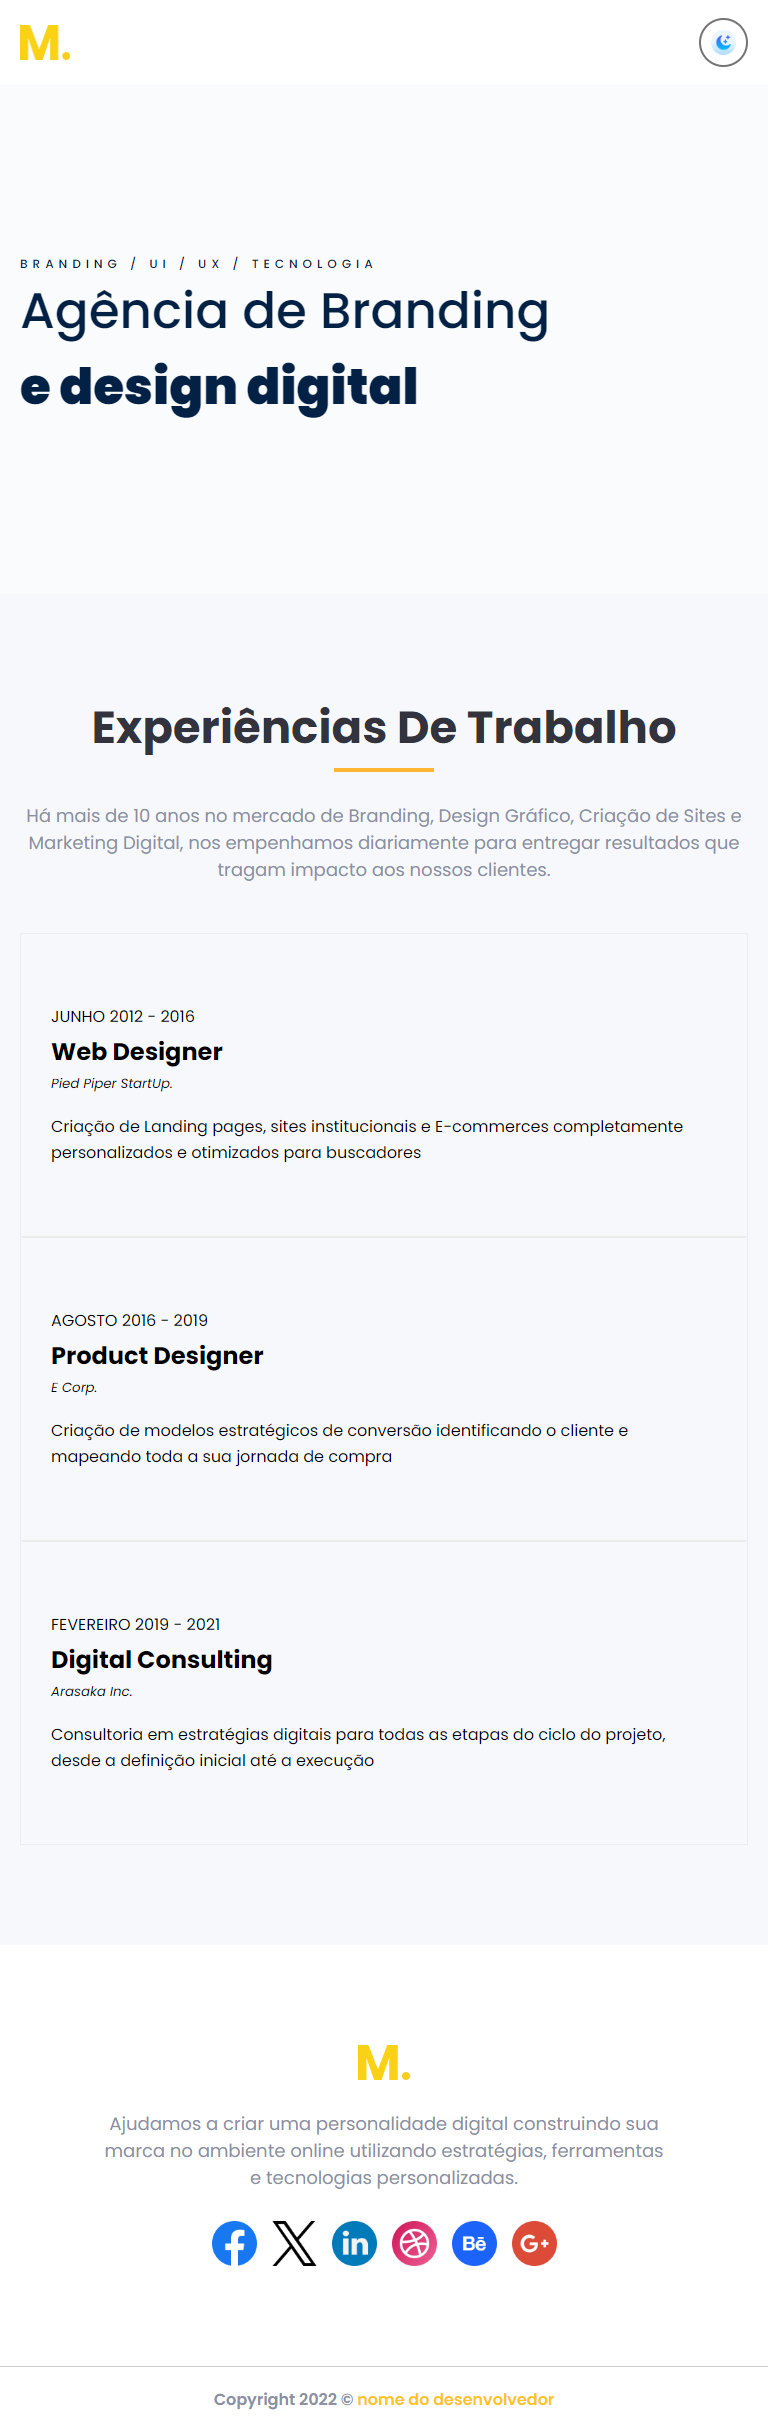 M.
BRANDING / UI / UX / TECNOLOGIA
Agência de Branding
e design digital
Experiências De Trabalho
Há mais de 10 anos no mercado de Branding, Design Gráfico, Criação de Sites e
Marketing Digital, nos empenhamos diariamente para entregar resultados que
tragam impacto aos nossos clientes.
JUNHO 2012 - 2016
Web Designer
Pied Piper StartUp.
Criação de Landing pages, sites institucionais e E-commerces completamente
personalizados e otimizados para buscadores
AGOSTO 2016 - 2019
Product Designer
E Corp.
Criação de modelos estratégicos de conversão identificando o cliente e
mapeando toda a sua jornada de compra
FEVEREIRO 2019 - 2021
Digital Consulting
Arasaka Inc.
Consultoria em estratégias digitais para todas as etapas do ciclo do projeto,
desde a definição inicial até a execução
M.
Ajudamos a criar uma personalidade digital construindo sua
marca no ambiente online utilizando estratégias, ferramentas
e tecnologias personalizadas.
f X in Bē G+
Copyright 2022 © nome do desenvolvedor